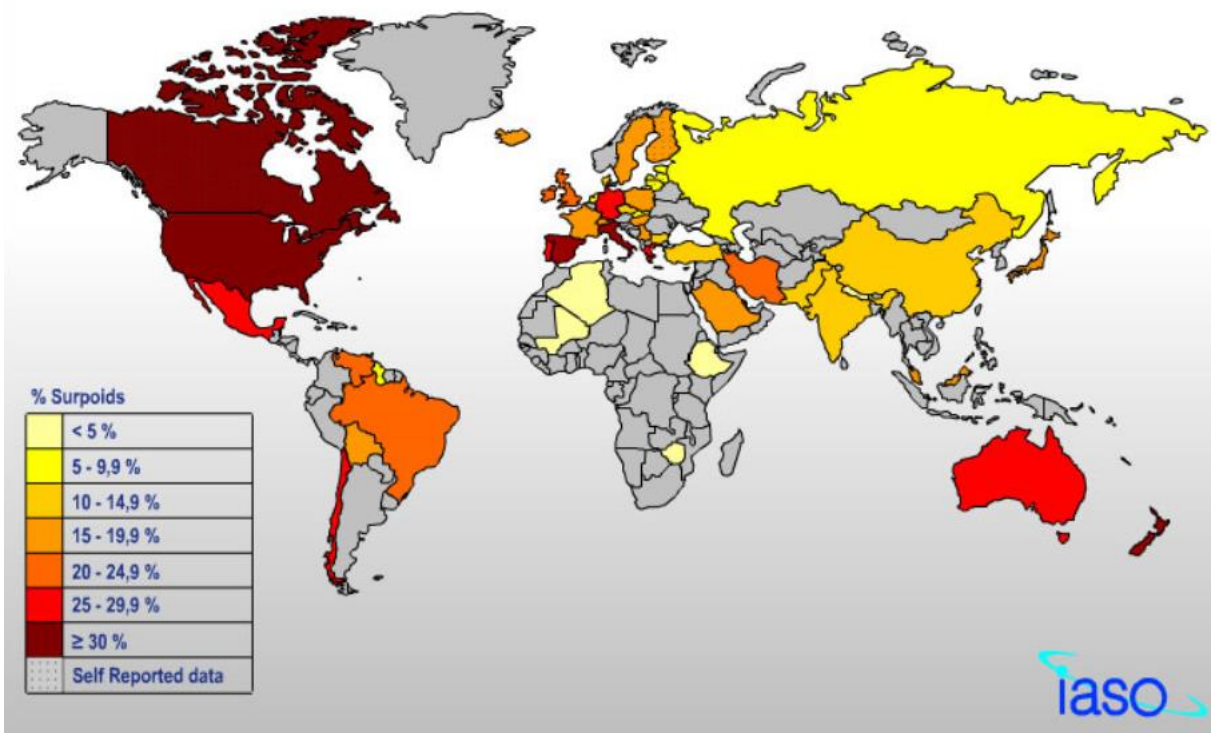 % Surpoids
< 5 %
5 - 9,9 %
10 - 14,9 %
15 - 19,9 %
20 - 24,9 %
25 - 29,9 %
≥ 30 %
Self Reported data
iaso